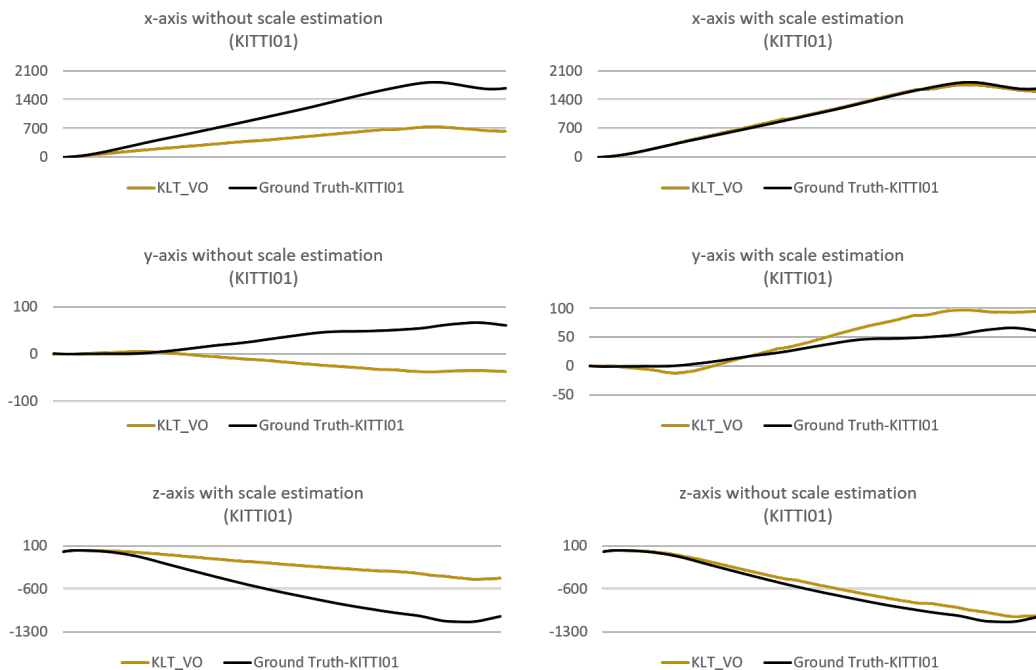 x-axis without scale estimation
(KITTI01)
2100
1400
700
0
KLT_VO
Ground Truth-KITTI01
x-axis with scale estimation
(KITTI01)
2100
1400
700
0
KLT_VO
Ground Truth-KITTI01
y-axis without scale estimation
(KITTI01)
100
0
-100
KLT_VO
Ground Truth-KITTI01
y-axis with scale estimation
(KITTI01)
100
50
0
-50
KLT_VO
Ground Truth-KITTI01
z-axis with scale estimation
(KITTI01)
100
-600
-1300
KLT_VO
Ground Truth-KITTI01
z-axis without scale estimation
(KITTI01)
100
-600
-1300
KLT_VO
Ground Truth-KITTI01